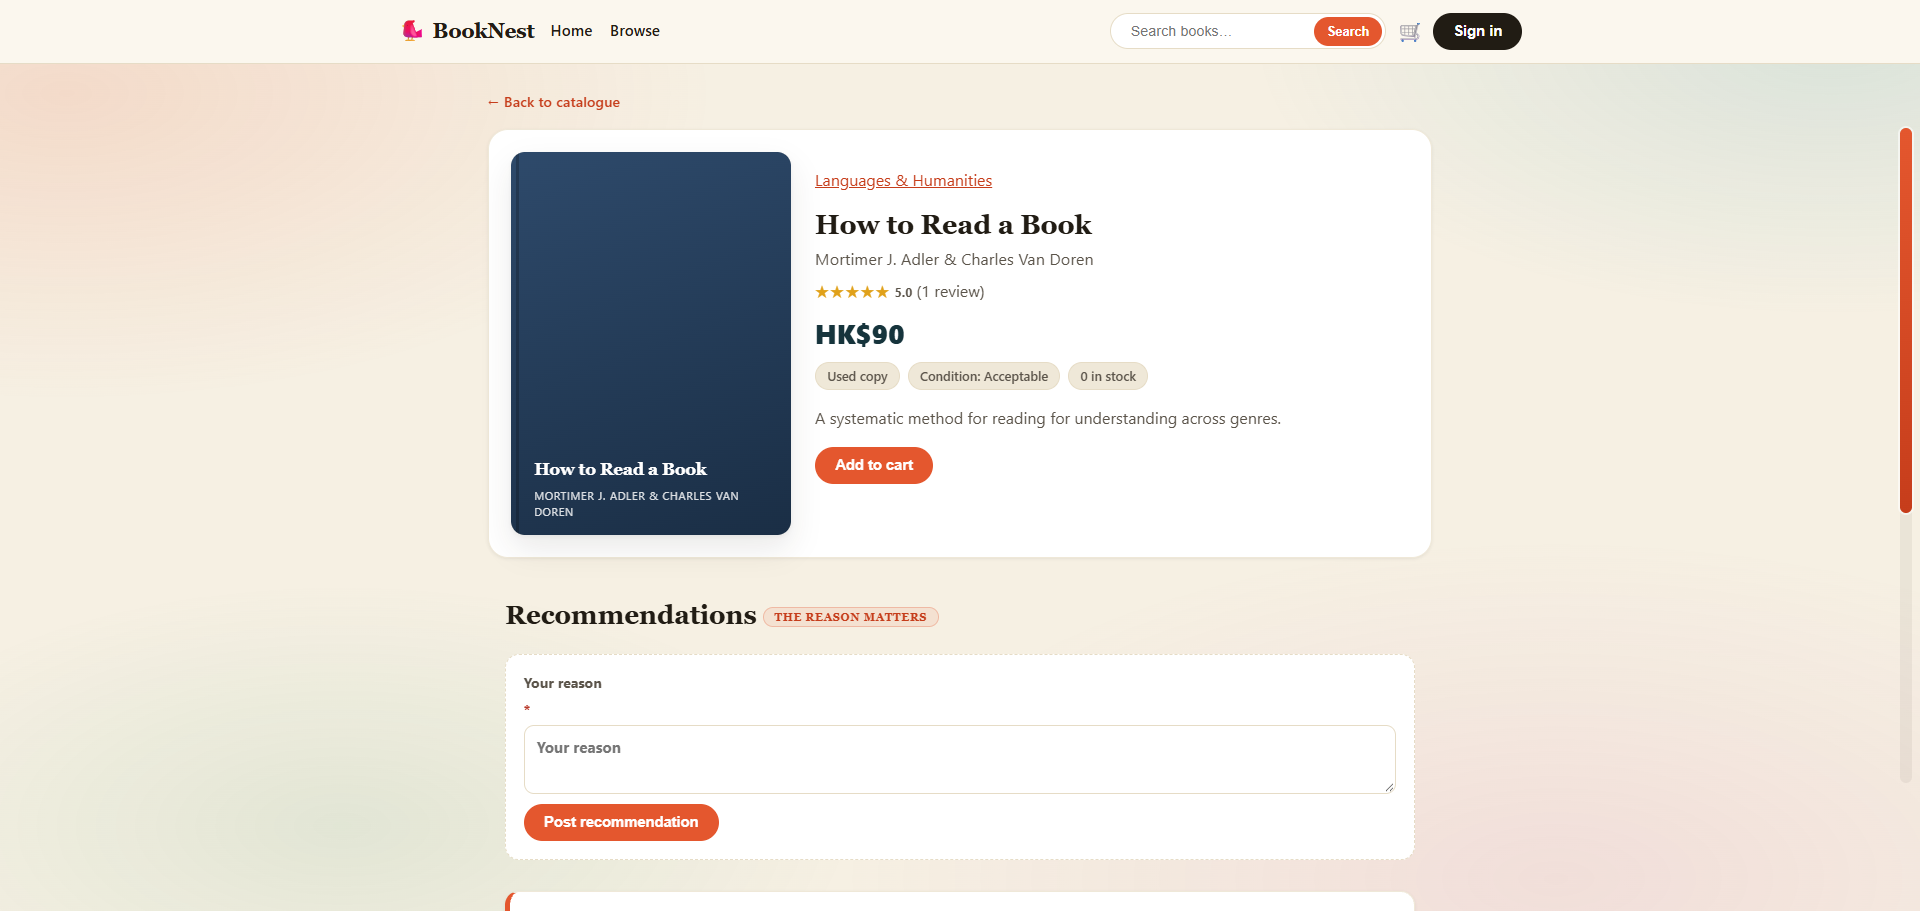 BookNest Home Browse Search books… Search Sign in
← Back to catalogue
Languages & Humanities
How to Read a Book
Mortimer J. Adler & Charles Van Doren
★★★★★ 5.0 (1 review)
HK$90
Used copy Condition: Acceptable 0 in stock
A systematic method for reading for understanding across genres.
Add to cart
How to Read a Book
MORTIMER J. ADLER & CHARLES VAN
DOREN
Recommendations THE REASON MATTERS
Your reason
*
Your reason
Post recommendation